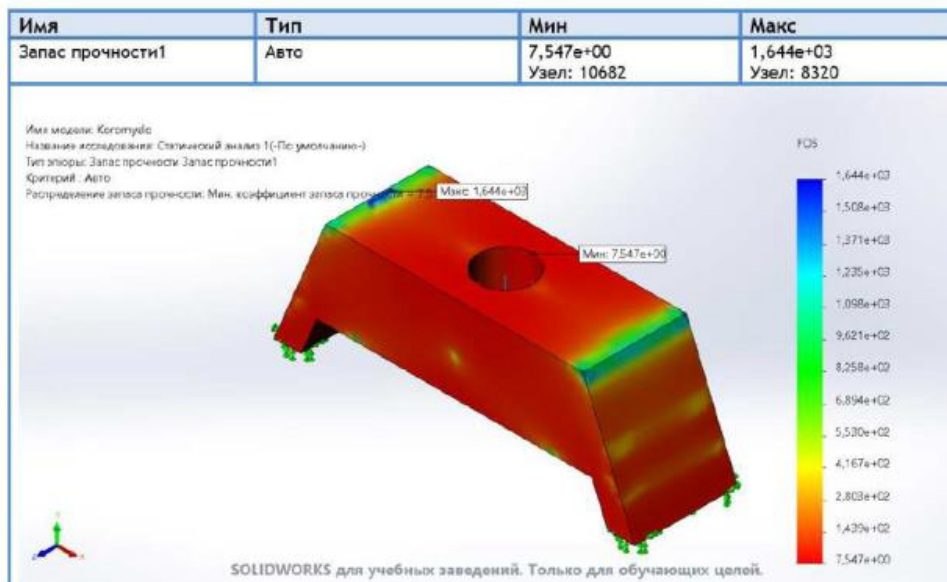 Имя Тип Мин Макс
Запас прочности1 Авто 7,547e+00 1,644e+03
Узел: 10682 Узел: 8320
Имя модели: Koromyslo
Название исследования: Статический анализ 1(-По умолчанию-)
Тип эпюры: Запас прочности Запас прочности1
Критерий : Авто
Распределение запаса прочности: Мин. коэффициент запаса
Макс: 1,644e+03
Мин: 7,547e+00
FOS
1,644e+03
1,508e+03
1,371e+03
1,235e+03
1,098e+03
9,621e+02
8,258e+02
6,894e+02
5,530e+02
4,167e+02
2,803e+02
1,439e+02
7,547e+00
SOLIDWORKS для учебных заведений. Только для обучающих целей.